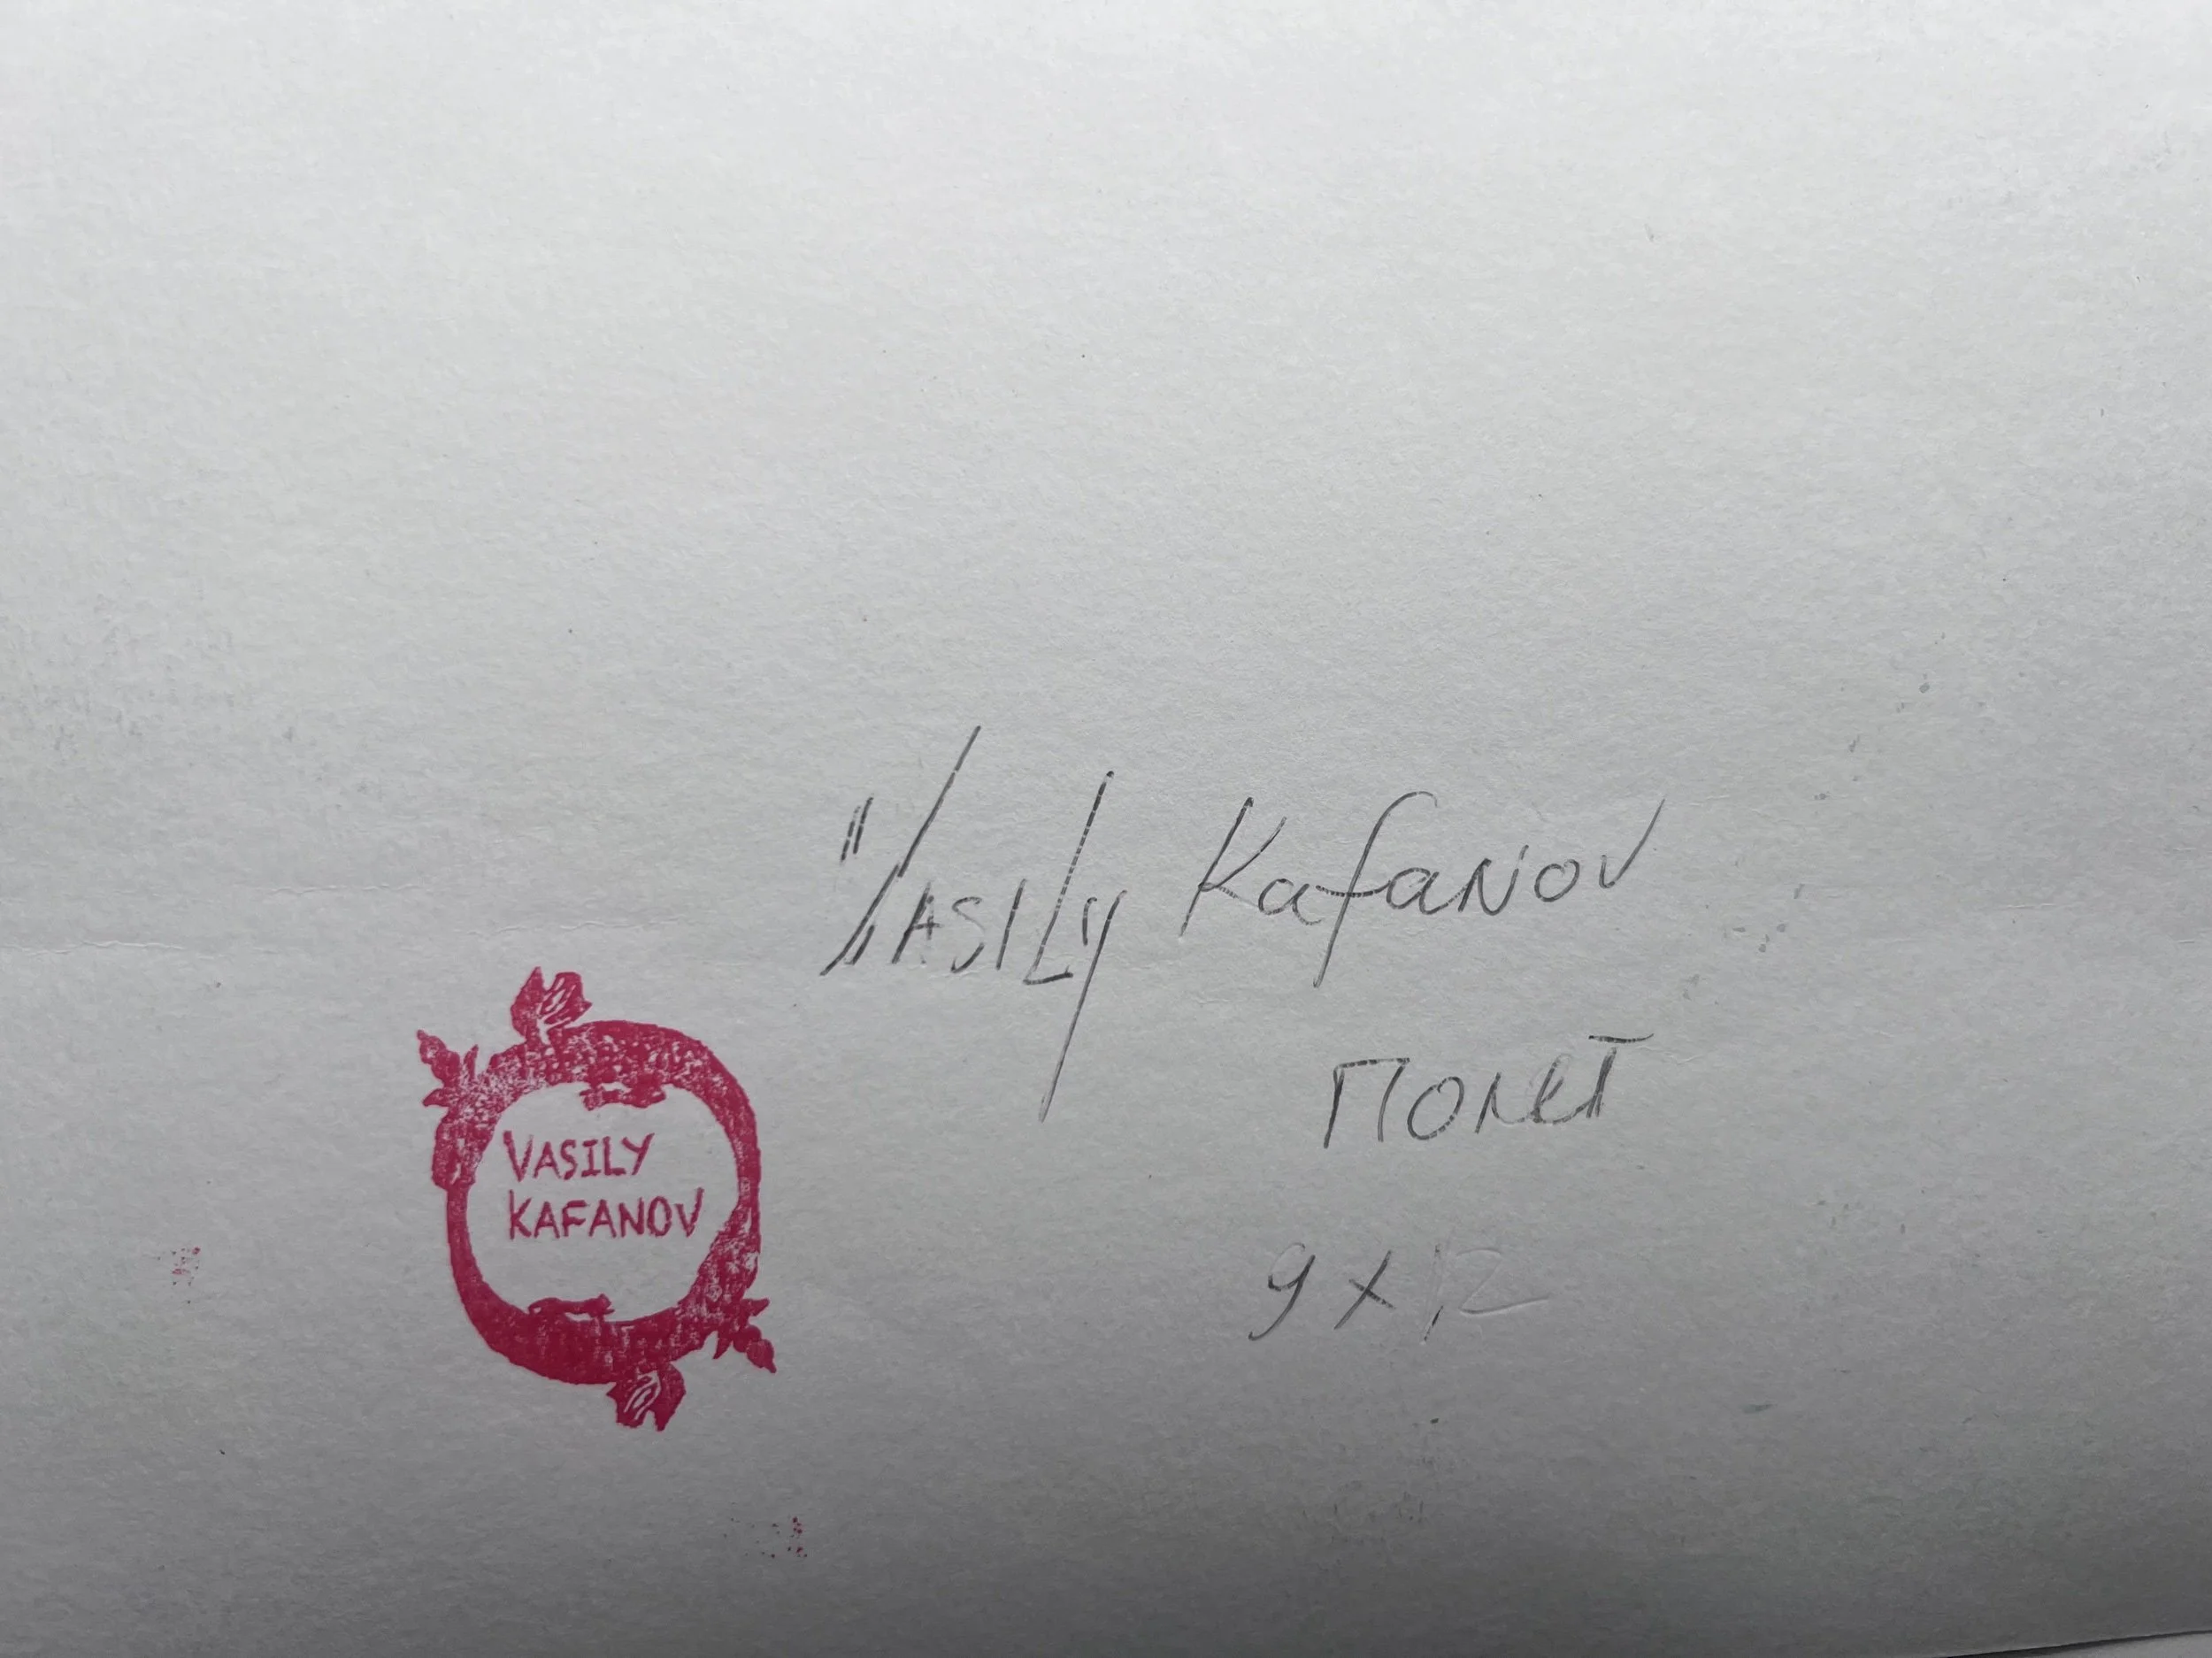 Vasily Kafanov
Полет
9 x 12
VASILY
KAFANOV